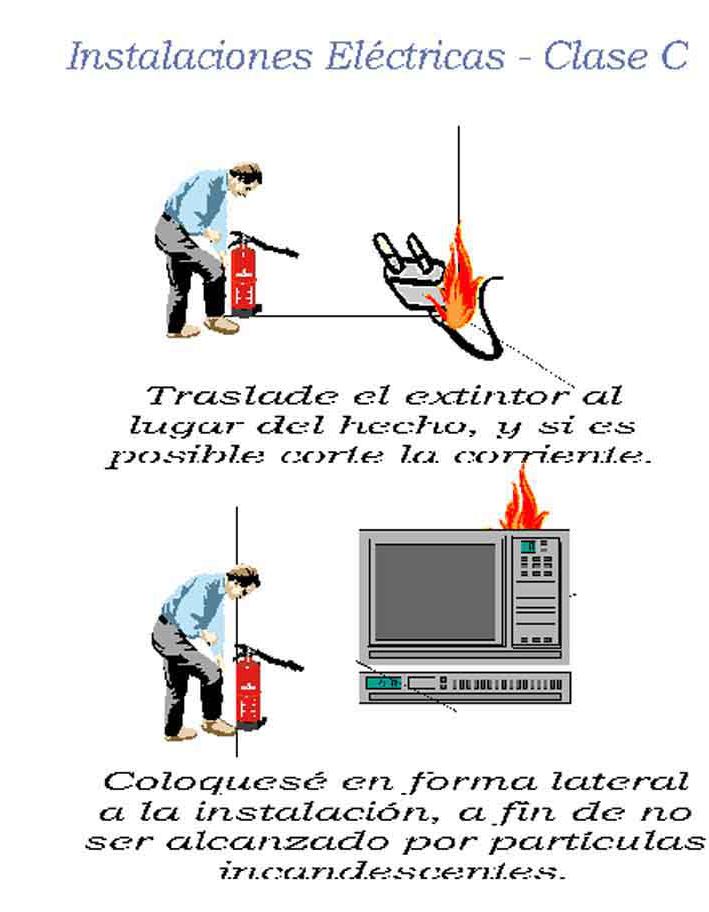 Instalaciones Eléctricas - Clase C
Traslade el extintor al
lugar del hecho, y si es
posible corte la corriente.
Coloquesé en forma lateral
a la instalación, a fin de no
ser alcanzado por partículas
incandescentes.